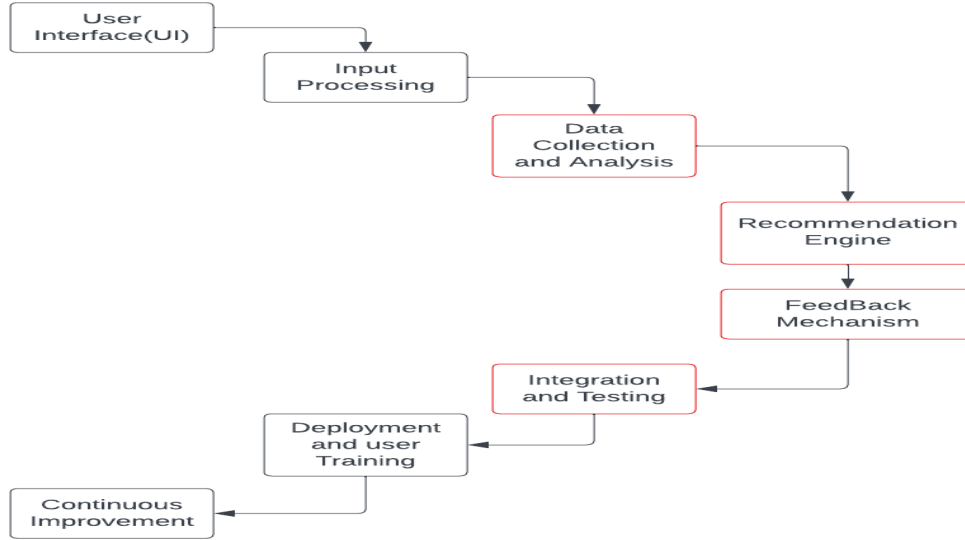 User
Interface(UI)
Input
Processing
Data
Collection
and Analysis
Recommendation
Engine
FeedBack
Mechanism
Integration
and Testing
Deployment
and user
Training
Continuous
Improvement